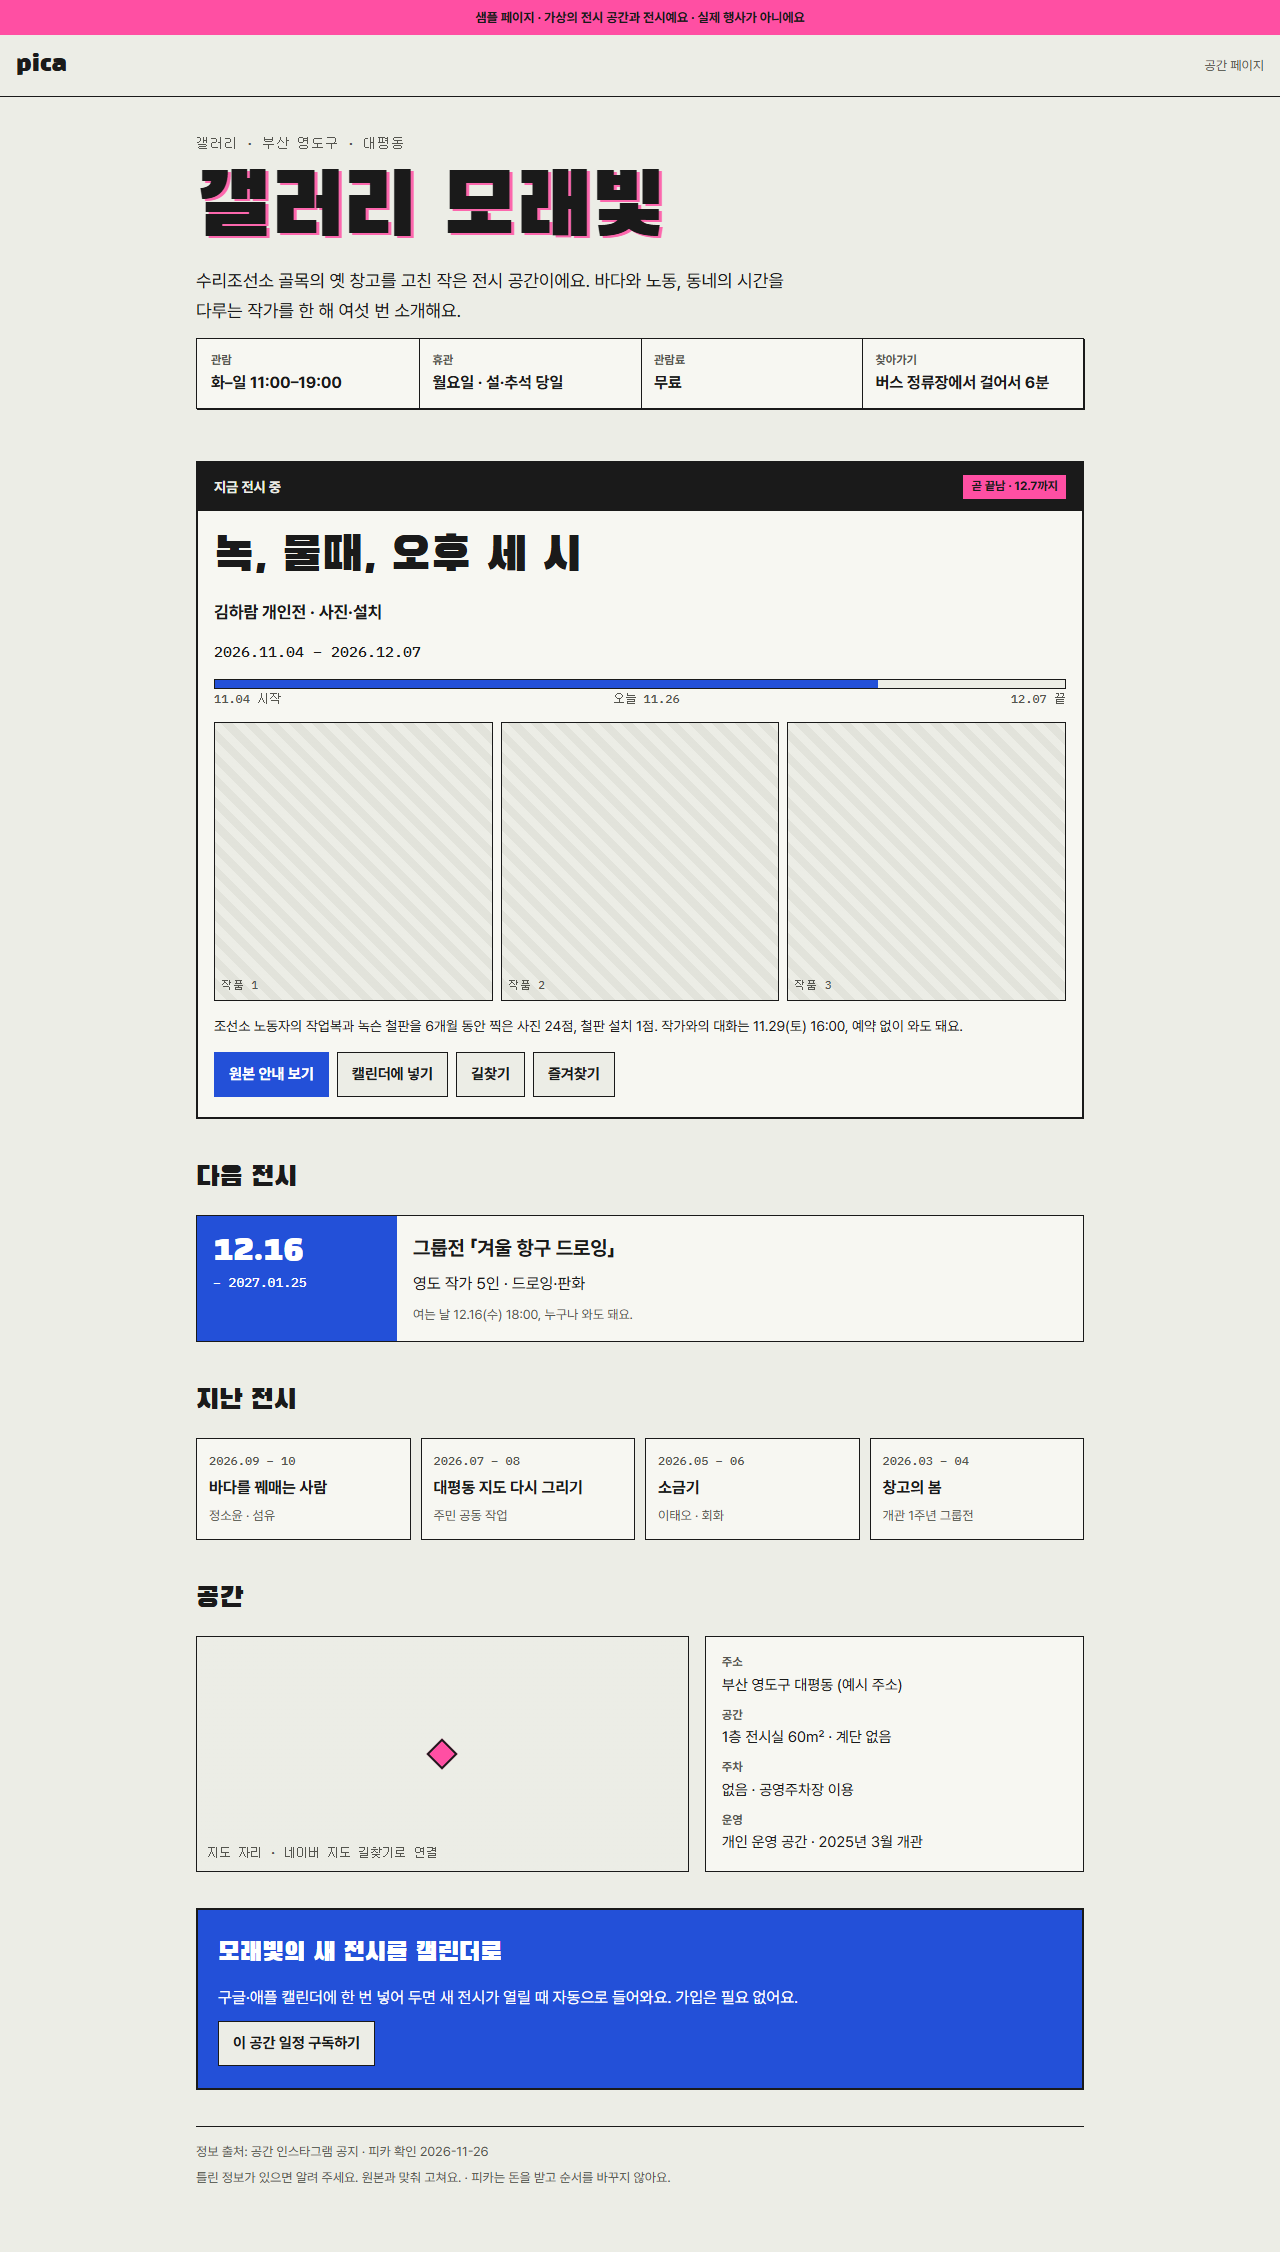 샘플 페이지 · 가상의 전시 공간과 전시예요 · 실제 행사가 아니에요
pica
공간 페이지
갤러리 · 부산 영도구 · 대평동
갤러리 모래빛
수리조선소 골목의 옛 창고를 고친 작은 전시 공간이에요. 바다와 노동, 동네의 시간을
다루는 작가를 한 해 여섯 번 소개해요.
관람
화–일 11:00–19:00
휴관
월요일 · 설·추석 당일
관람료
무료
찾아가기
버스 정류장에서 걸어서 6분
지금 전시 중
곧 끝남 · 12.7까지
녹, 물때, 오후 세 시
김하람 개인전 · 사진·설치
2026.11.04 – 2026.12.07
11.04 시작
오늘 11.26
12.07 끝
작품 1
작품 2
작품 3
조선소 노동자의 작업복과 녹슨 철판을 6개월 동안 찍은 사진 24점, 철판 설치 1점. 작가와의 대화는 11.29(토) 16:00, 예약 없이 와도 돼요.
원본 안내 보기
캘린더에 넣기
길찾기
즐겨찾기
다음 전시
12.16
– 2027.01.25
그룹전 「겨울 항구 드로잉」
영도 작가 5인 · 드로잉·판화
여는 날 12.16(수) 18:00, 누구나 와도 돼요.
지난 전시
2026.09 – 10
바다를 꿰매는 사람
정소윤 · 섬유
2026.07 – 08
대평동 지도 다시 그리기
주민 공동 작업
2026.05 – 06
소금기
이태오 · 회화
2026.03 – 04
창고의 봄
개관 1주년 그룹전
공간
지도 자리 · 네이버 지도 길찾기로 연결
주소
부산 영도구 대평동 (예시 주소)
공간
1층 전시실 60m² · 계단 없음
주차
없음 · 공영주차장 이용
운영
개인 운영 공간 · 2025년 3월 개관
모래빛의 새 전시를 캘린더로
구글·애플 캘린더에 한 번 넣어 두면 새 전시가 열릴 때 자동으로 들어와요. 가입은 필요 없어요.
이 공간 일정 구독하기
정보 출처: 공간 인스타그램 공지 · 피카 확인 2026-11-26
틀린 정보가 있으면 알려 주세요. 원본과 맞춰 고쳐요. · 피카는 돈을 받고 순서를 바꾸지 않아요.